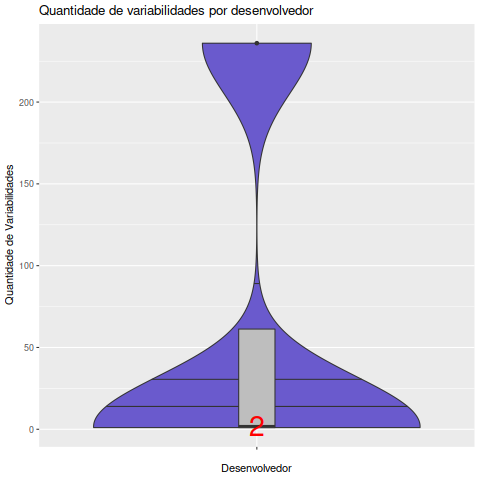 Quantidade de variabilidades por desenvolvedor
Quantidade de Variabilidades
200
150
100
50
0
2
Desenvolvedor